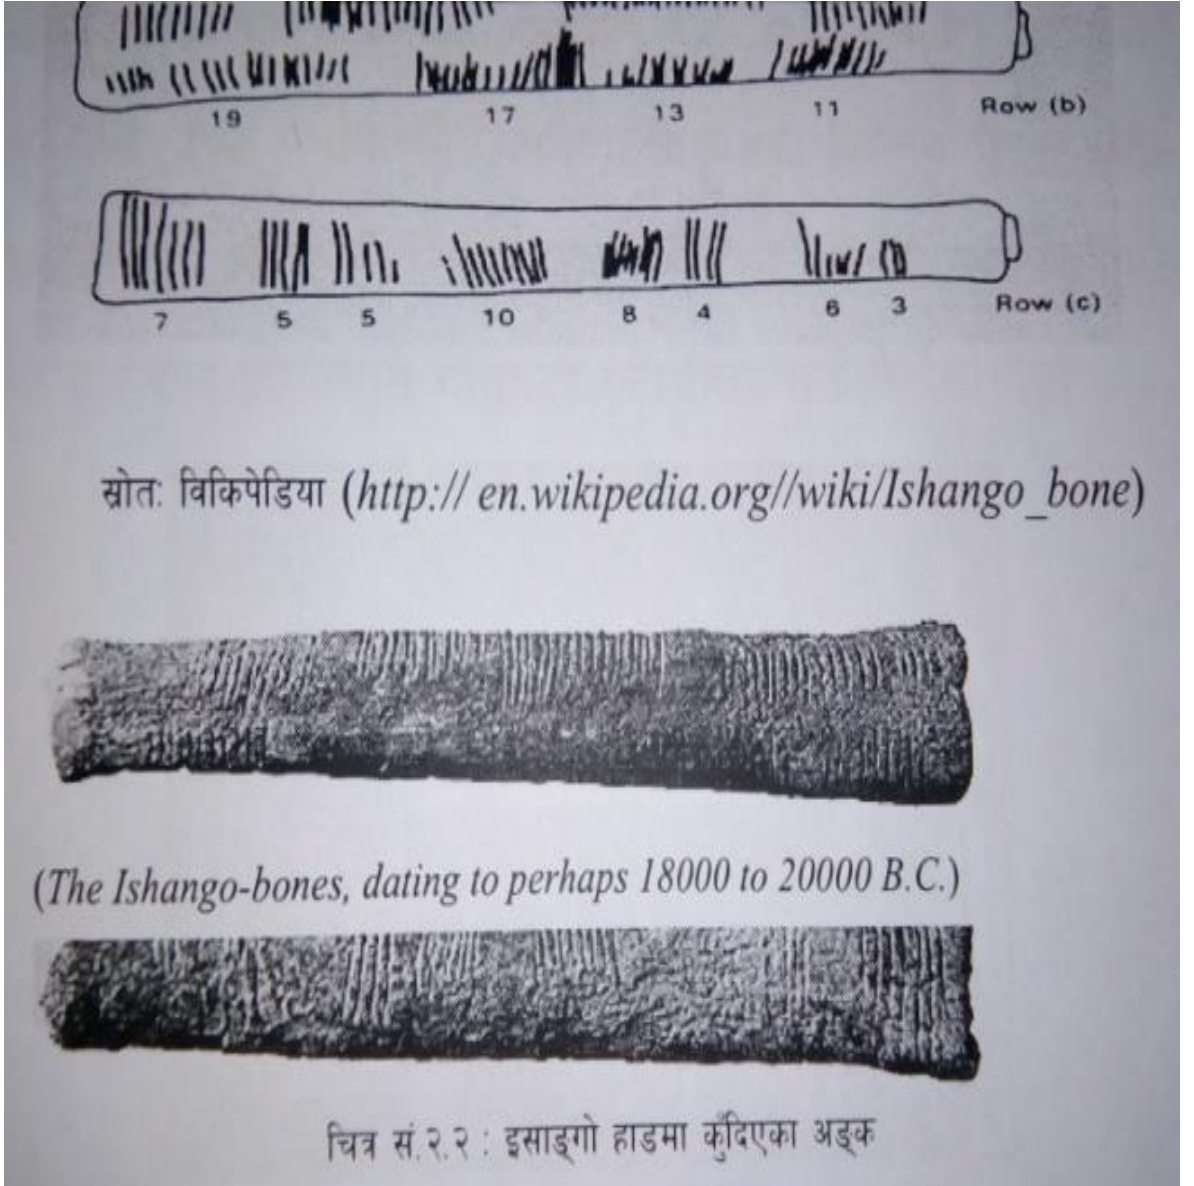 19 17 13 11 Row (b)
7 5 5 10 8 4 6 3 Row (c)
स्रोतः विकिपेडिया (http:// en.wikipedia.org//wiki/Ishango_bone)
(The Ishango-bones, dating to perhaps 18000 to 20000 B.C.)
चित्र सं.२.२ : इसाङ्गो हाडमा कुँदिएका अङ्क